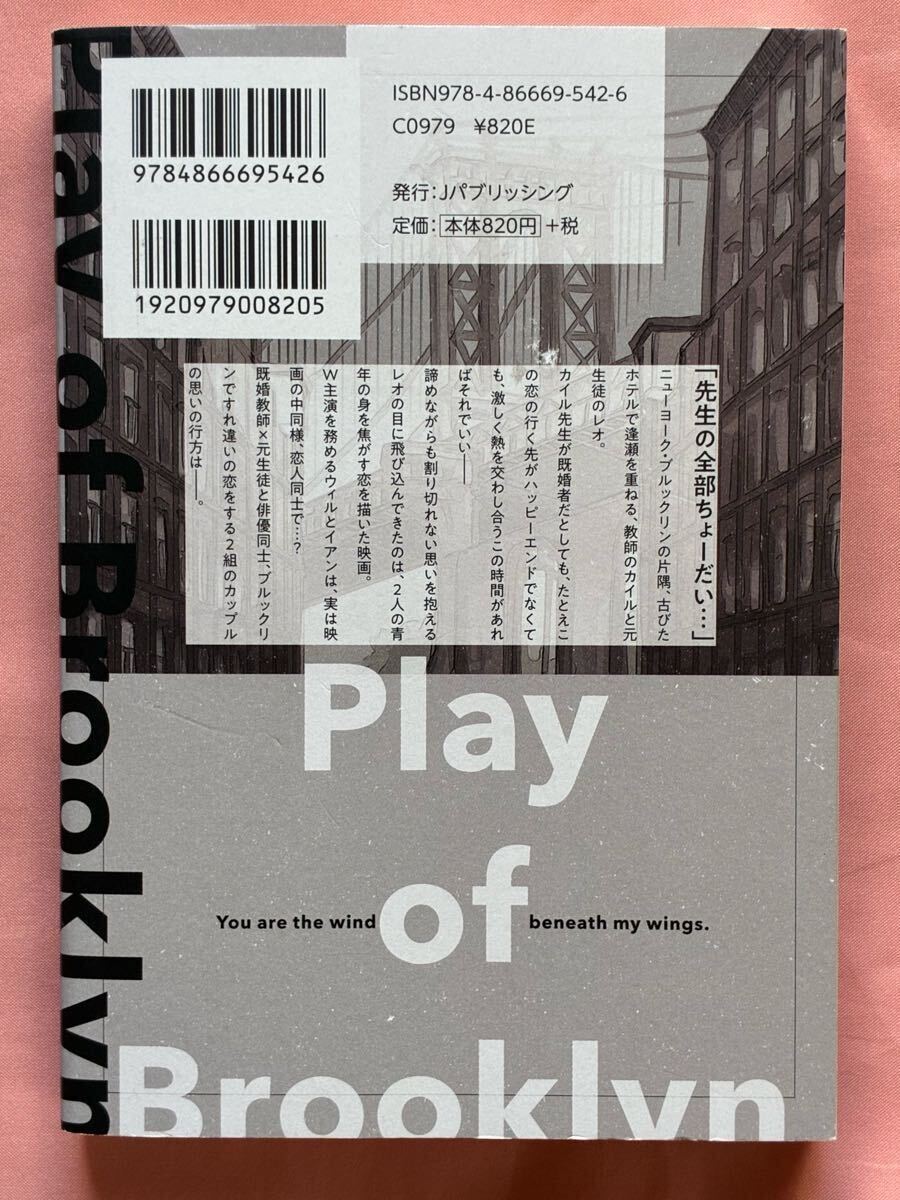 Play of Brooklyn
9784866695426
1920979008205
ISBN978-4-86669-542-6
C0979 ¥820E
発行：Jパブリッシング
定価：本体820円+税
「先生の全部ちょーだい…」
ニューヨーク・ブルックリンの片隅、古びた
ホテルで逢瀬を重ねる、教師のカイルと元
生徒のレオ。
カイル先生が既婚者だとしても、たとえこ
の恋の行く先がハッピーエンドでなくて
も、激しく熱を交わし合うこの時間があれ
ばそれでいい──
諦めながらも割り切れない思いを抱える
レオの目に飛び込んできたのは、2人の青
年の身を焦がす恋を描いた映画。
W主演を務めるウィルとイアンは、実は映
画の中同様、恋人同士で…?
既婚教師×元生徒と俳優同士、ブルックリ
ンですれ違いの恋をする2組のカップル
の思いの行方は──。
Play
of
You are the wind beneath my wings.
Brooklyn